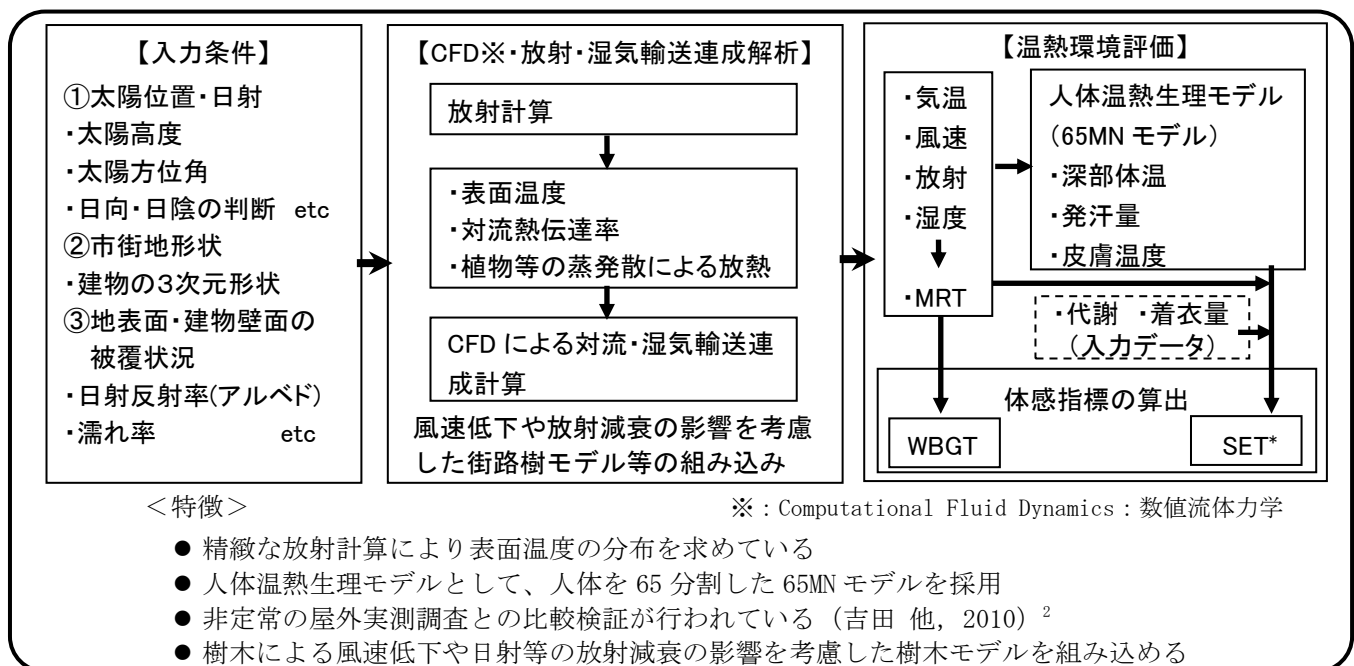 【入力条件】
①太陽位置・日射
・太陽高度
・太陽方位角
・日向・日陰の判断 etc
②市街地形状
・建物の３次元形状
③地表面・建物壁面の
被覆状況
・日射反射率(アルベド)
・濡れ率 etc
【CFD※・放射・湿気輸送連成解析】
放射計算
・表面温度
・対流熱伝達率
・植物等の蒸発散による放熱
CFD による対流・湿気輸送連
成計算
風速低下や放射減衰の影響を考慮
した街路樹モデル等の組み込み
【温熱環境評価】
・気温
・風速
・放射
・湿度
・MRT
人体温熱生理モデル
(65MN モデル)
・深部体温
・発汗量
・皮膚温度
・代謝 ・着衣量
(入力データ)
体感指標の算出
WBGT
SET*
＜特徴＞
※：Computational Fluid Dynamics：数値流体力学
● 精緻な放射計算により表面温度の分布を求めている
● 人体温熱生理モデルとして、人体を 65 分割した 65MN モデルを採用
● 非定常の屋外実測調査との比較検証が行われている（吉田 他, 2010）2
● 樹木による風速低下や日射等の放射減衰の影響を考慮した樹木モデルを組み込める